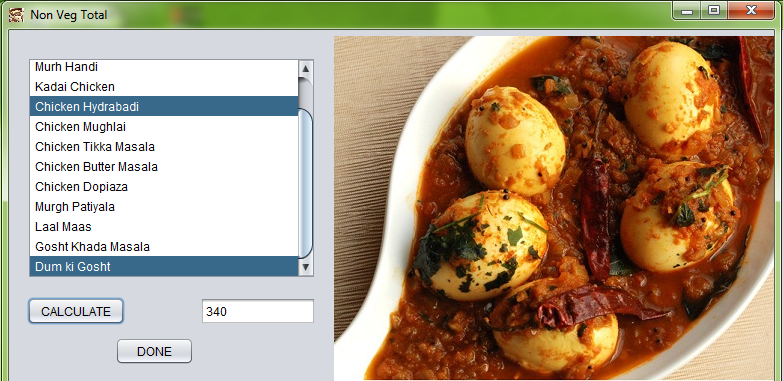 Non Veg Total
Murh Handi
Kadai Chicken
Chicken Hydrabadi
Chicken Mughlai
Chicken Tikka Masala
Chicken Butter Masala
Chicken Dopiaza
Murgh Patiyala
Laal Maas
Gosht Khada Masala
Dum ki Gosht
CALCULATE
340
DONE